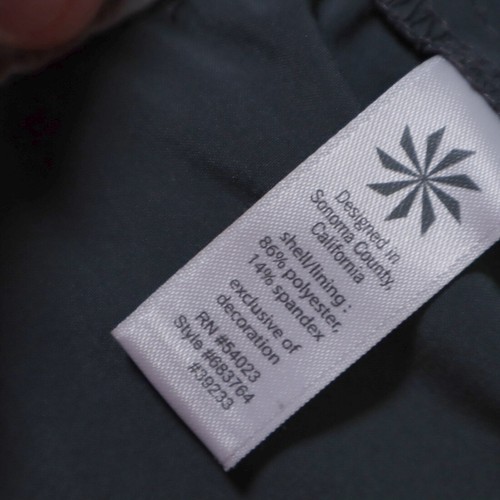 Designed in
Sonoma County,
California
shell/lining :
86% polyester,
14% spandex
exclusive of
decoration
RN #54023
Style #683764
#39233